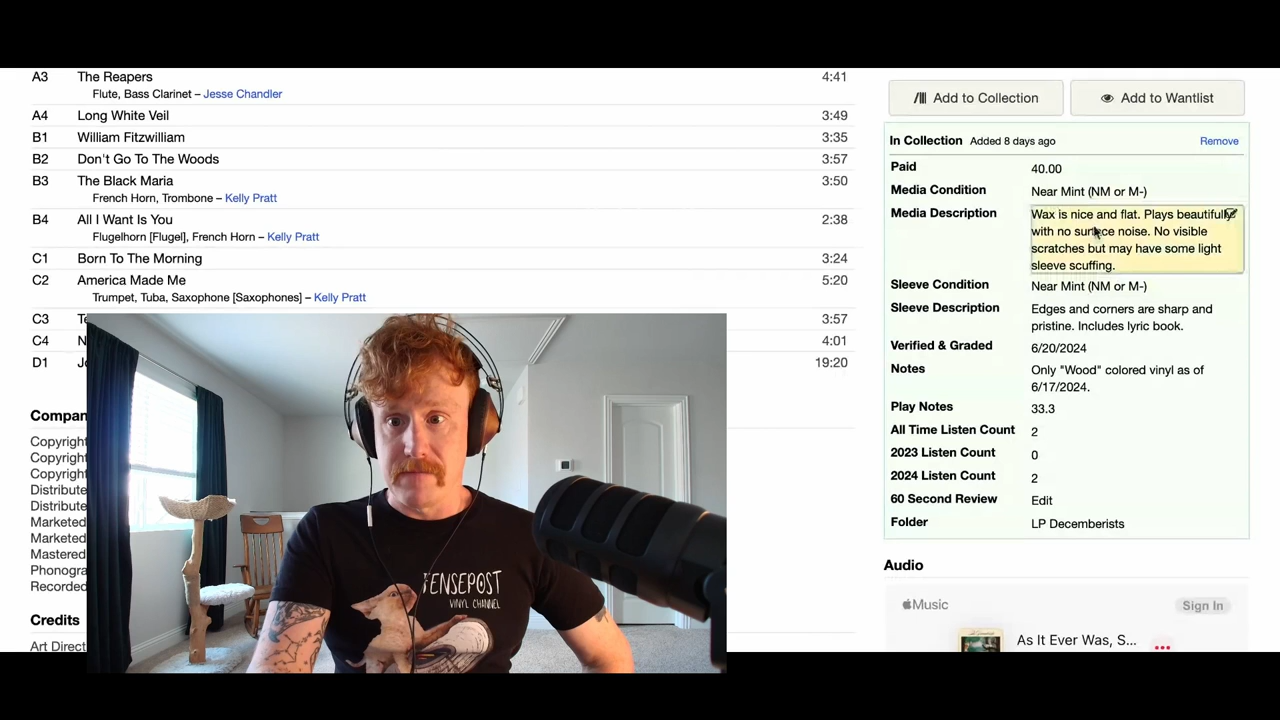 A3 The Reapers 4:41
Flute, Bass Clarinet – Jesse Chandler
A4 Long White Veil 3:49
B1 William Fitzwilliam 3:35
B2 Don't Go To The Woods 3:57
B3 The Black Maria 3:50
French Horn, Trombone – Kelly Pratt
B4 All I Want Is You 2:38
Flugelhorn [Flugel], French Horn – Kelly Pratt
C1 Born To The Morning 3:24
C2 America Made Me 5:20
Trumpet, Tuba, Saxophone [Saxophones] – Kelly Pratt
C3 3:57
C4 4:01
D1 19:20
Copyright
Copyright
Copyright
Mastered
Recorded
Credits
Art Direct
TENSEPOST
VINYL CHANNEL
Add to Collection
Add to Wantlist
In Collection Added 8 days ago Remove
Paid 40.00
Media Condition Near Mint (NM or M-)
Media Description Wax is nice and flat. Plays beautifully
with no surface noise. No visible
scratches but may have some light
sleeve scuffing.
Sleeve Condition Near Mint (NM or M-)
Sleeve Description Edges and corners are sharp and
pristine. Includes lyric book.
Verified & Graded 6/20/2024
Notes Only "Wood" colored vinyl as of
6/17/2024.
Play Notes 33.3
All Time Listen Count 2
2023 Listen Count 0
2024 Listen Count 2
60 Second Review Edit
Folder LP Decemberists
Audio
Music Sign In
As It Ever Was, S...